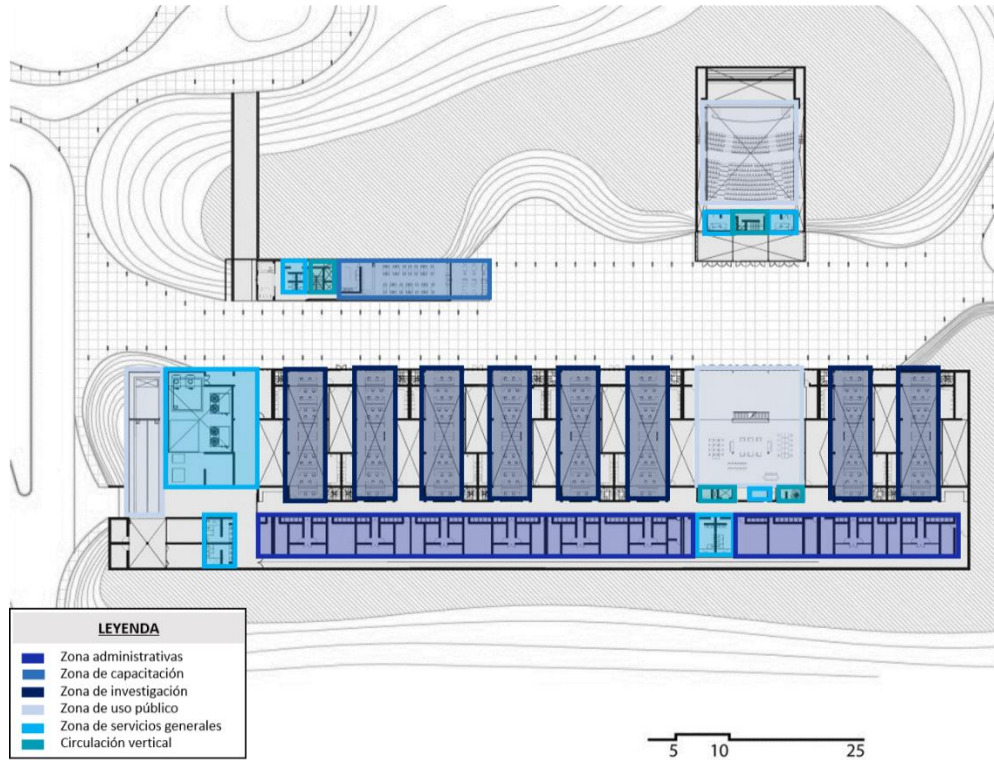 LEYENDA
Zona administrativas
Zona de capacitación
Zona de investigación
Zona de uso público
Zona de servicios generales
Circulación vertical
5 10 25